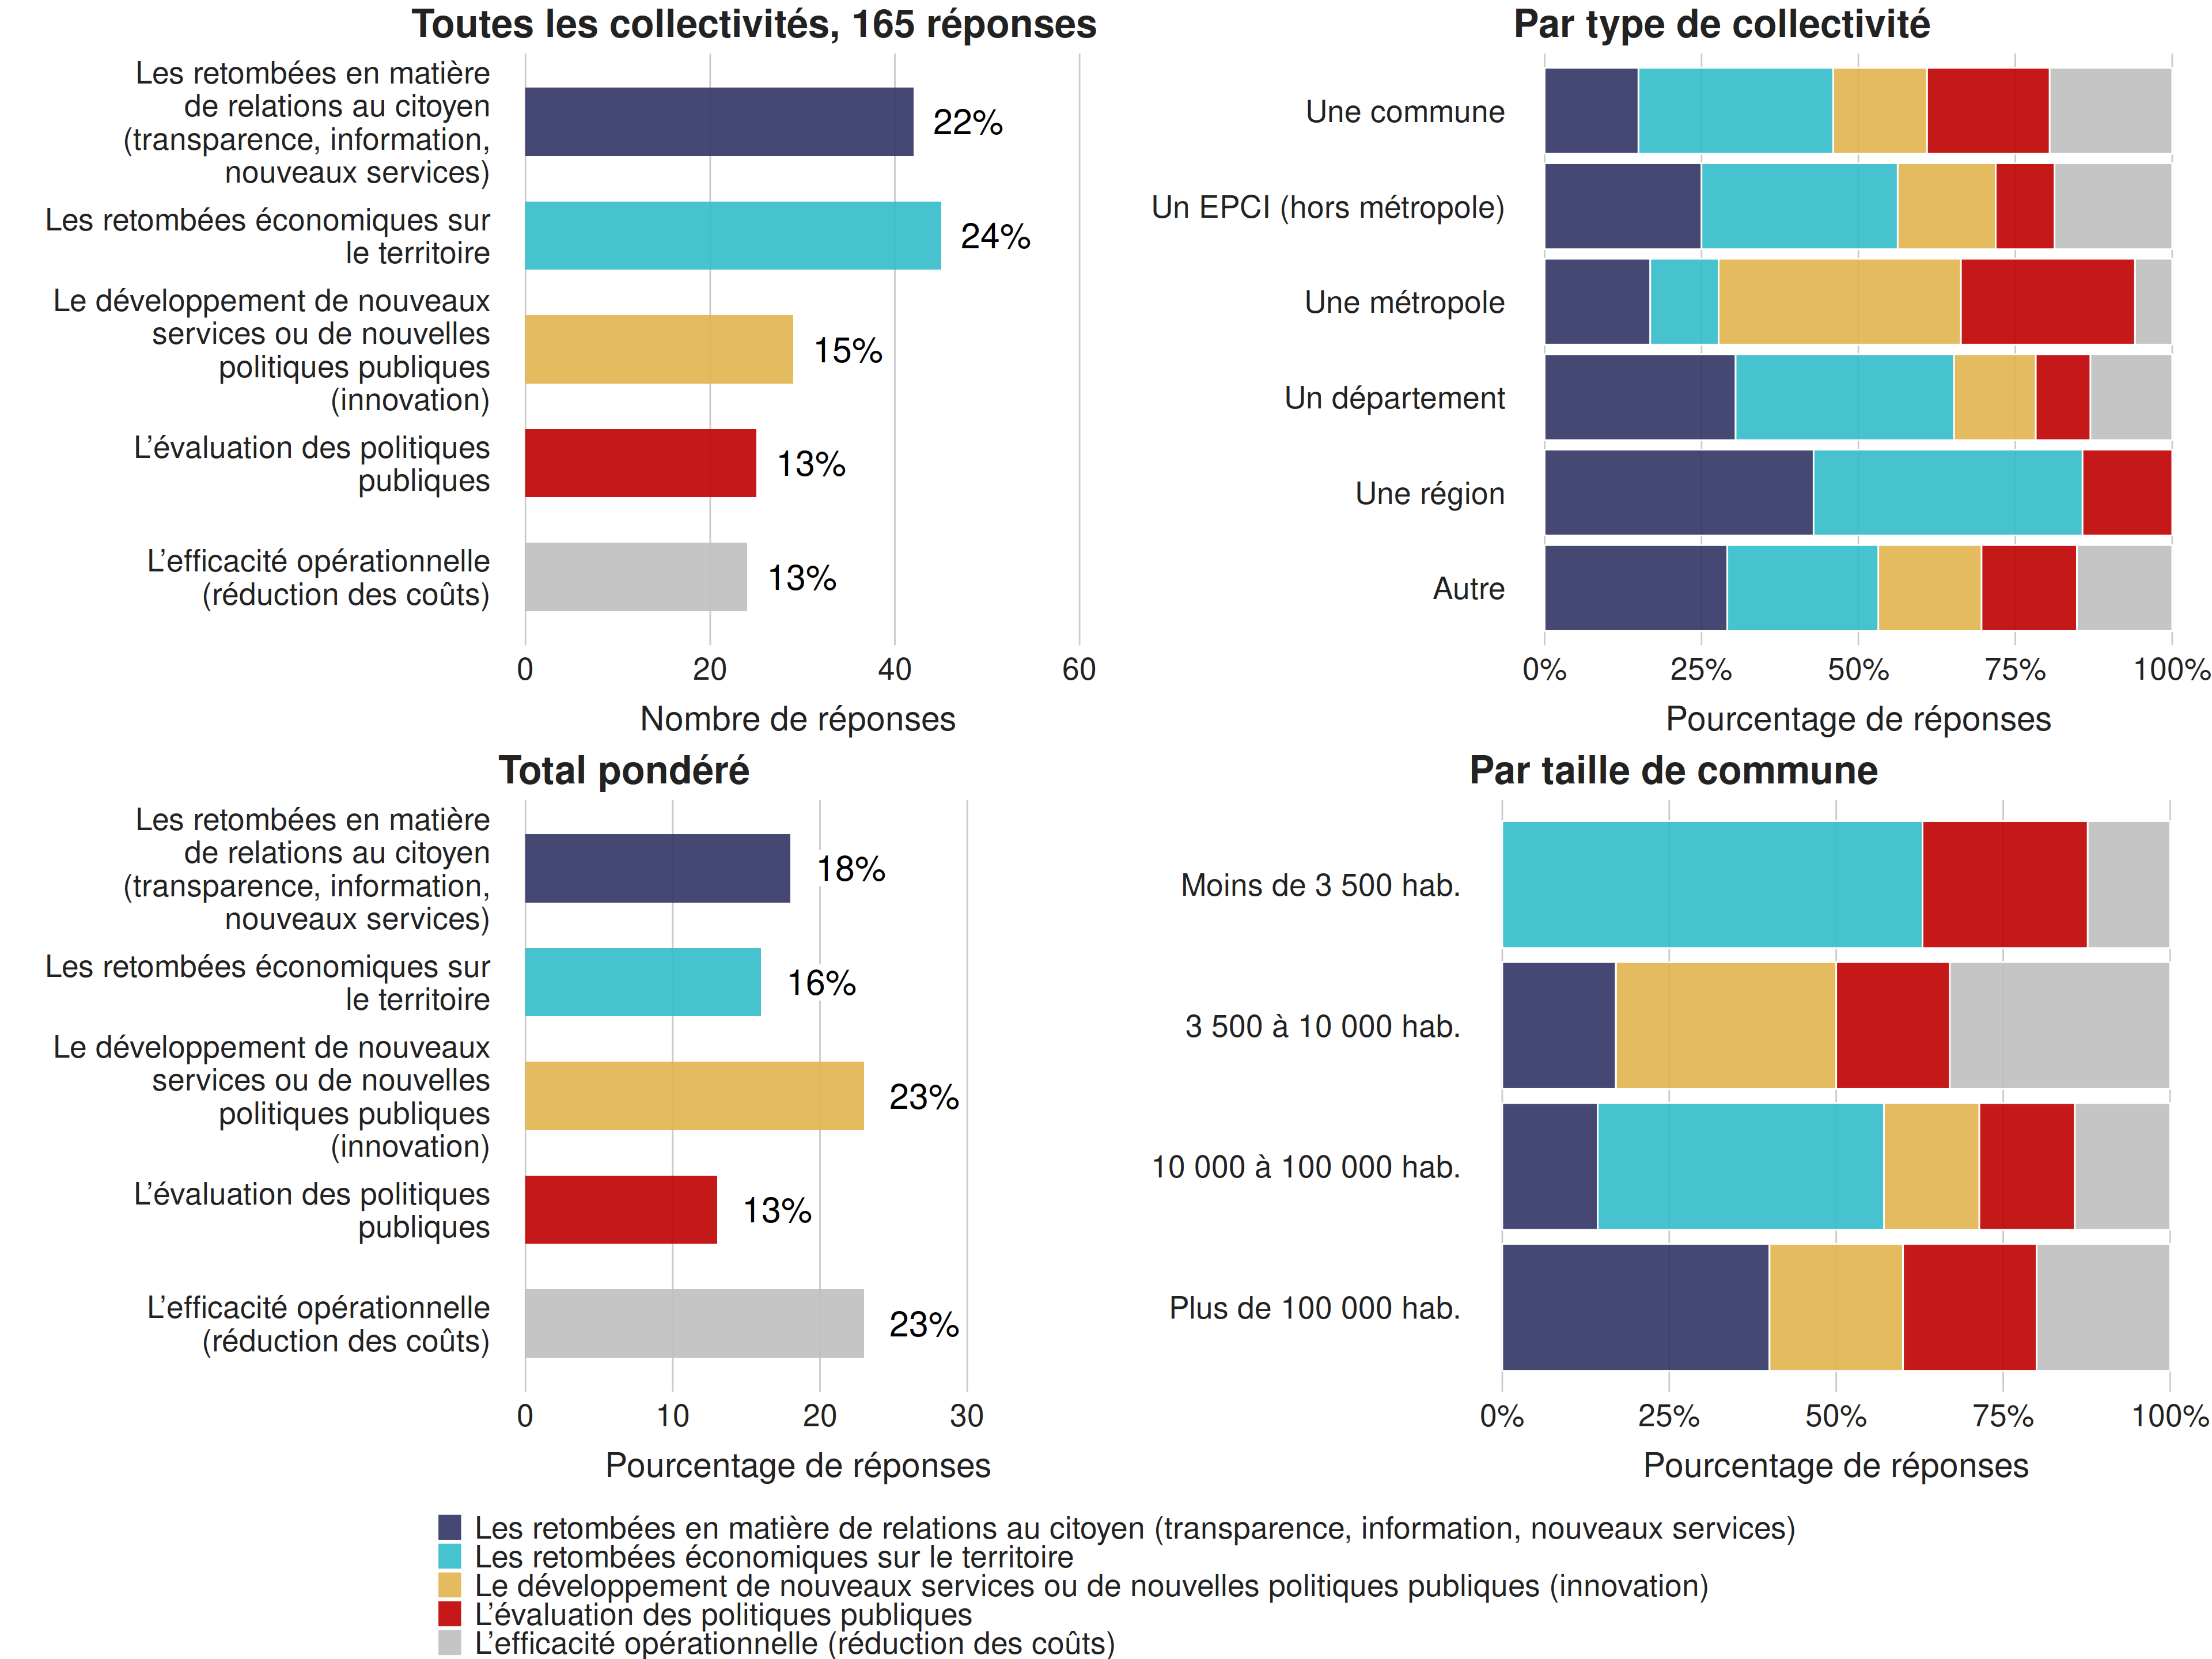 Toutes les collectivités, 165 réponses
Les retombées en matière
de relations au citoyen
(transparence, information,
nouveaux services)
22%
Les retombées économiques sur
le territoire
24%
Le développement de nouveaux
services ou de nouvelles
politiques publiques
(innovation)
15%
L’évaluation des politiques
publiques
13%
L’efficacité opérationnelle
(réduction des coûts)
13%
0 20 40 60
Nombre de réponses
Par type de collectivité
Une commune
Un EPCI (hors métropole)
Une métropole
Un département
Une région
Autre
0% 25% 50% 75% 100%
Pourcentage de réponses
Total pondéré
Les retombées en matière
de relations au citoyen
(transparence, information,
nouveaux services)
18%
Les retombées économiques sur
le territoire
16%
Le développement de nouveaux
services ou de nouvelles
politiques publiques
(innovation)
23%
L’évaluation des politiques
publiques
13%
L’efficacité opérationnelle
(réduction des coûts)
23%
0 10 20 30
Pourcentage de réponses
Par taille de commune
Moins de 3 500 hab.
3 500 à 10 000 hab.
10 000 à 100 000 hab.
Plus de 100 000 hab.
0% 25% 50% 75% 100%
Pourcentage de réponses
Les retombées en matière de relations au citoyen (transparence, information, nouveaux services)
Les retombées économiques sur le territoire
Le développement de nouveaux services ou de nouvelles politiques publiques (innovation)
L’évaluation des politiques publiques
L’efficacité opérationnelle (réduction des coûts)